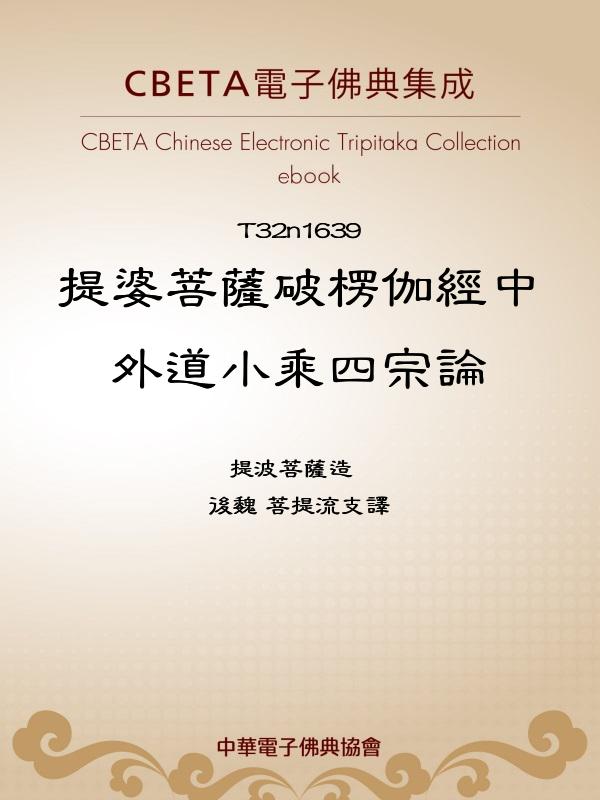 CBETA電子佛典集成
CBETA Chinese Electronic Tripitaka Collection
ebook
T32n1639
提婆菩薩破楞伽經中
外道小乘四宗論
提波菩薩造
後魏 菩提流支譯
中華電子佛典協會